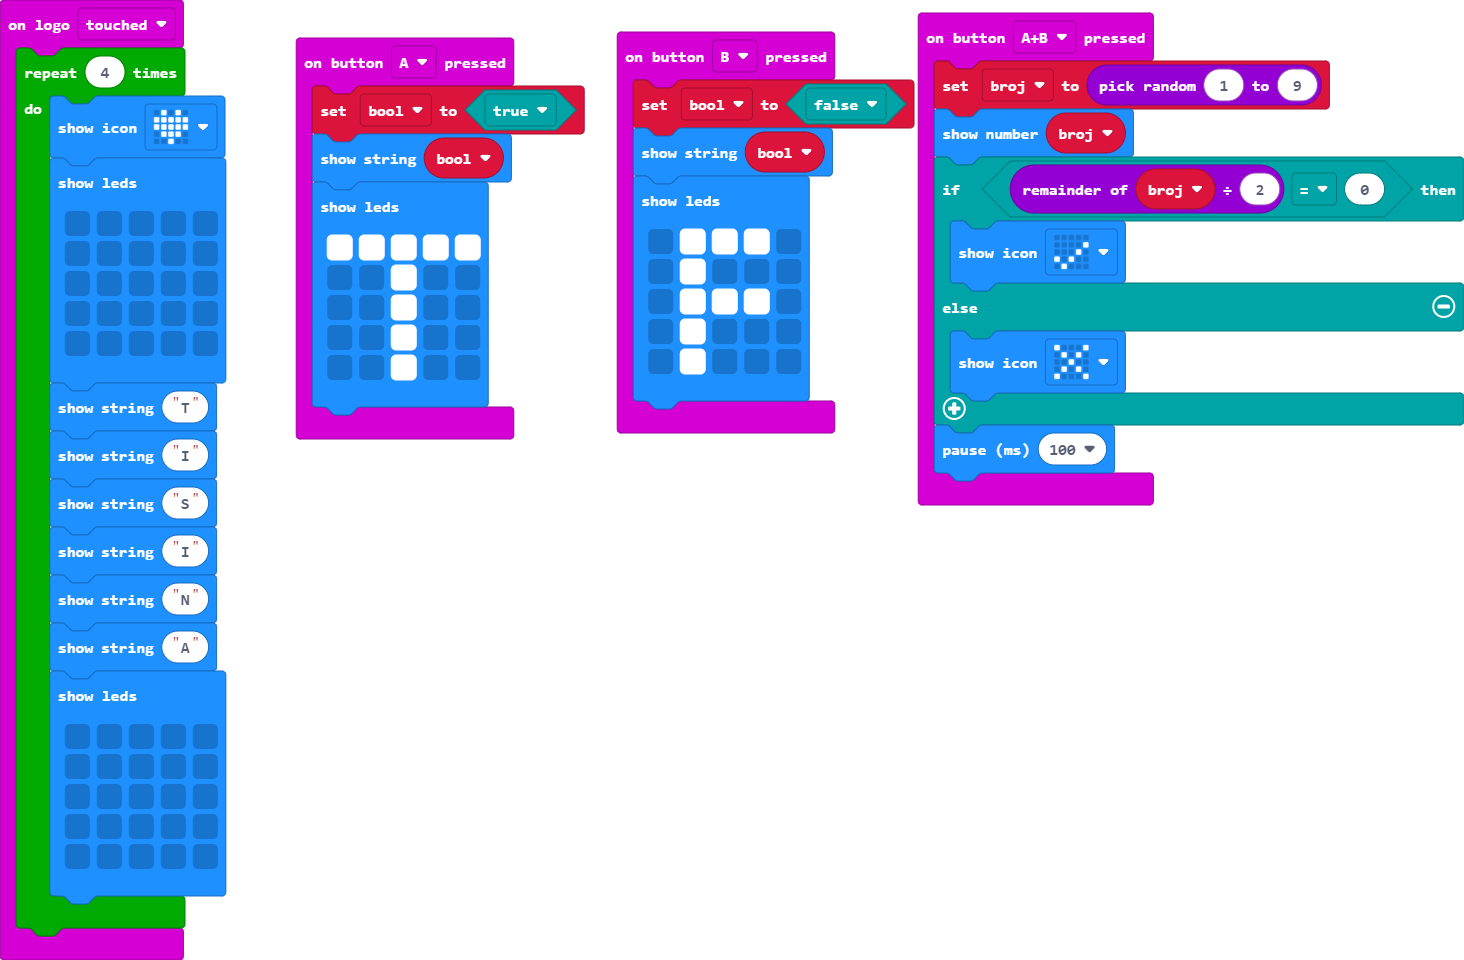 on logo touched
repeat 4 times
do
show icon
show leds
show string "T"
show string "I"
show string "S"
show string "I"
show string "N"
show string "A"
show leds
on button A pressed
set bool to true
show string bool
show leds
on button B pressed
set bool to false
show string bool
show leds
on button A+B pressed
set broj to pick random 1 to 9
show number broj
if remainder of broj ÷ 2 = 0 then
show icon
else
show icon
pause (ms) 100